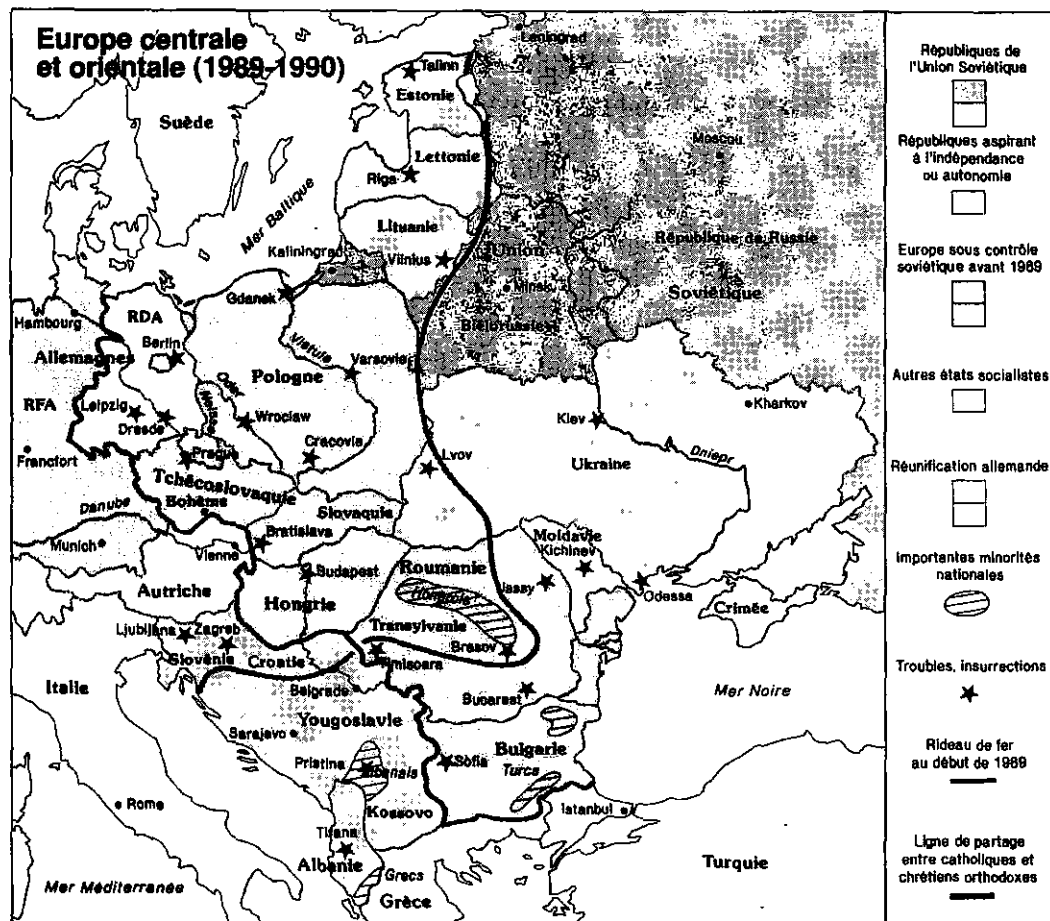 Europe centrale
et orientale (1989-1990)
Leningrad
Talinn
Estonie
Suède
Moscou
Lettonie
Riga
Mer Baltique
Lituanie
Kaliningrad
Vilnius
Union
République de Russie
Minsk
Soviétique
Gdansk
Hambourg
RDA
Biélorussie
Allemagnes
Berlin
Vistule
Varsovie
Pologne
Oder
RFA
Neisse
Leipzig
Dresde
Wroclaw
Kiev
Kharkov
Francfort
Prague
Cracovie
Lvov
Ukraine
Dniepr
Tchécoslovaquie
Bohême
Danube
Slovaquie
Munich
Vienne
Bratislava
Moldavie
Kichinev
Budapest
Roumanie
Autriche
Iassy
Hongrie
Hongrois
Odessa
Crimée
Transylvanie
Ljubljana
Zagreb
Slovénie
Croatie
Timisoara
Brasov
Italie
Belgrade
Bucarest
Mer Noire
Yougoslavie
Sarajevo
Bulgarie
Pristina
Albanais
Sofia
Turcs
Rome
Kossovo
Istanbul
Tirana
Albanie
Turquie
Mer Méditerranée
Grecs
Grèce
Républiques de
l'Union Soviétique
Républiques aspirant
à l'indépendance
ou autonomie
Europe sous contrôle
soviétique avant 1989
Autres états socialistes
Réunification allemande
Importantes minorités
nationales
Troubles, insurrections
Rideau de fer
au début de 1989
Ligne de partage
entre catholiques et
chrétiens orthodoxes